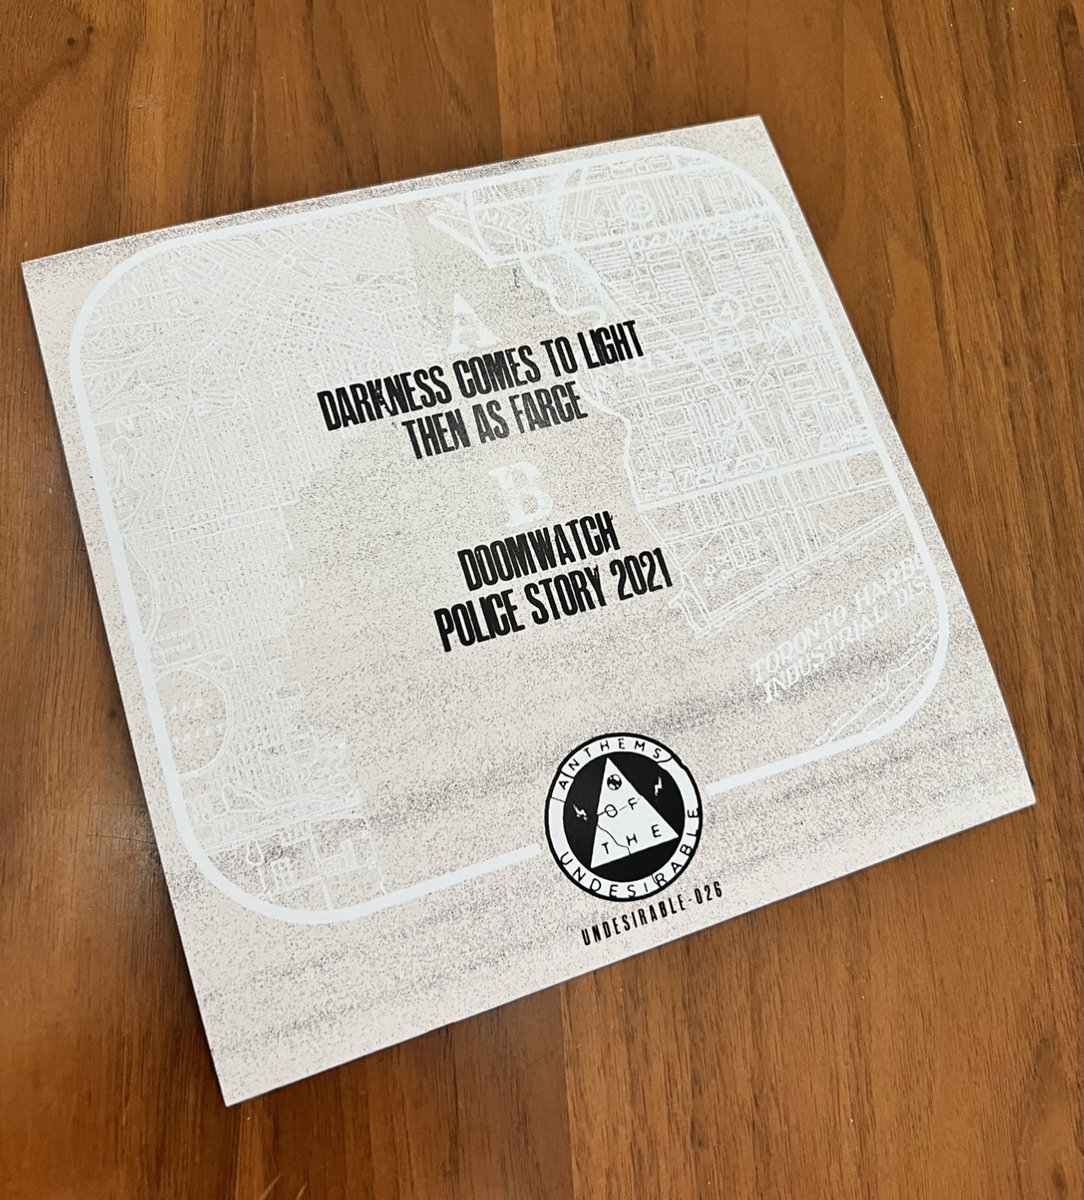 A
DARKNESS COMES TO LIGHT
THEN AS FARCE
B
DOOMWATCH
POLICE STORY 2021
TORONTO HARBO
INDUSTRIAL DIS
ANTHEMS
OF
THE
UNDESIRABLE
UNDESIRABLE-026